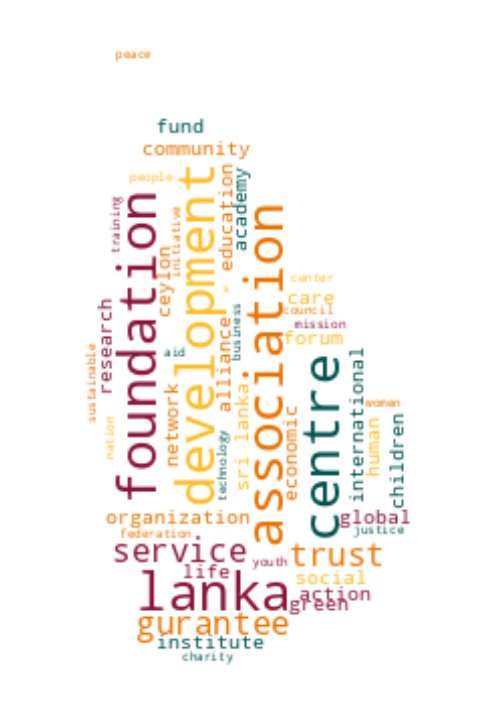 peace
fund
community
people
development
education
academy
training
foundation
initiative
ceylon
association
center
care
council
mission
forum
research
business
alliance
aid
sustainable
centre
international
network
sri lanka
women
human
children
economic
nation
technology
organization
global
federation
justice
service
trust
youth
life
social
lanka
action
green
gurantee
institute
charity